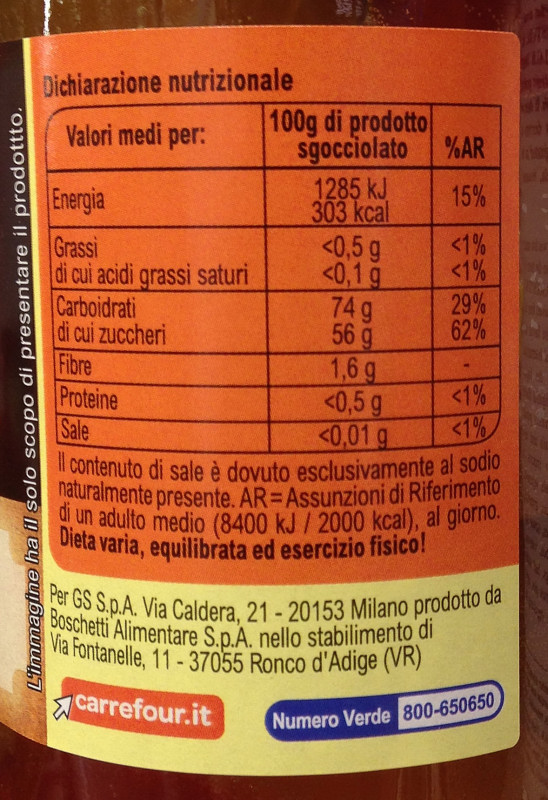 L'immagine ha il solo scopo di presentare il prodottto.
Dichiarazione nutrizionale
Valori medi per: 100g di prodotto sgocciolato %AR
Energia 1285 kJ 303 kcal 15%
Grassi <0,5 g <1%
di cui acidi grassi saturi <0,1 g <1%
Carboidrati 74 g 29%
di cui zuccheri 56 g 62%
Fibre 1,6 g -
Proteine <0,5 g <1%
Sale <0,01 g <1%
Il contenuto di sale è dovuto esclusivamente al sodio
naturalmente presente. AR=Assunzioni di Riferimento
di un adulto medio (8400 kJ / 2000 kcal), al giorno.
Dieta varia, equilibrata ed esercizio fisico!
Per GS S.p.A. Via Caldera, 21 - 20153 Milano prodotto da
Boschetti Alimentare S.p.A. nello stabilimento di
Via Fontanelle, 11 - 37055 Ronco d'Adige (VR)
carrefour.it
Numero Verde 800-650650